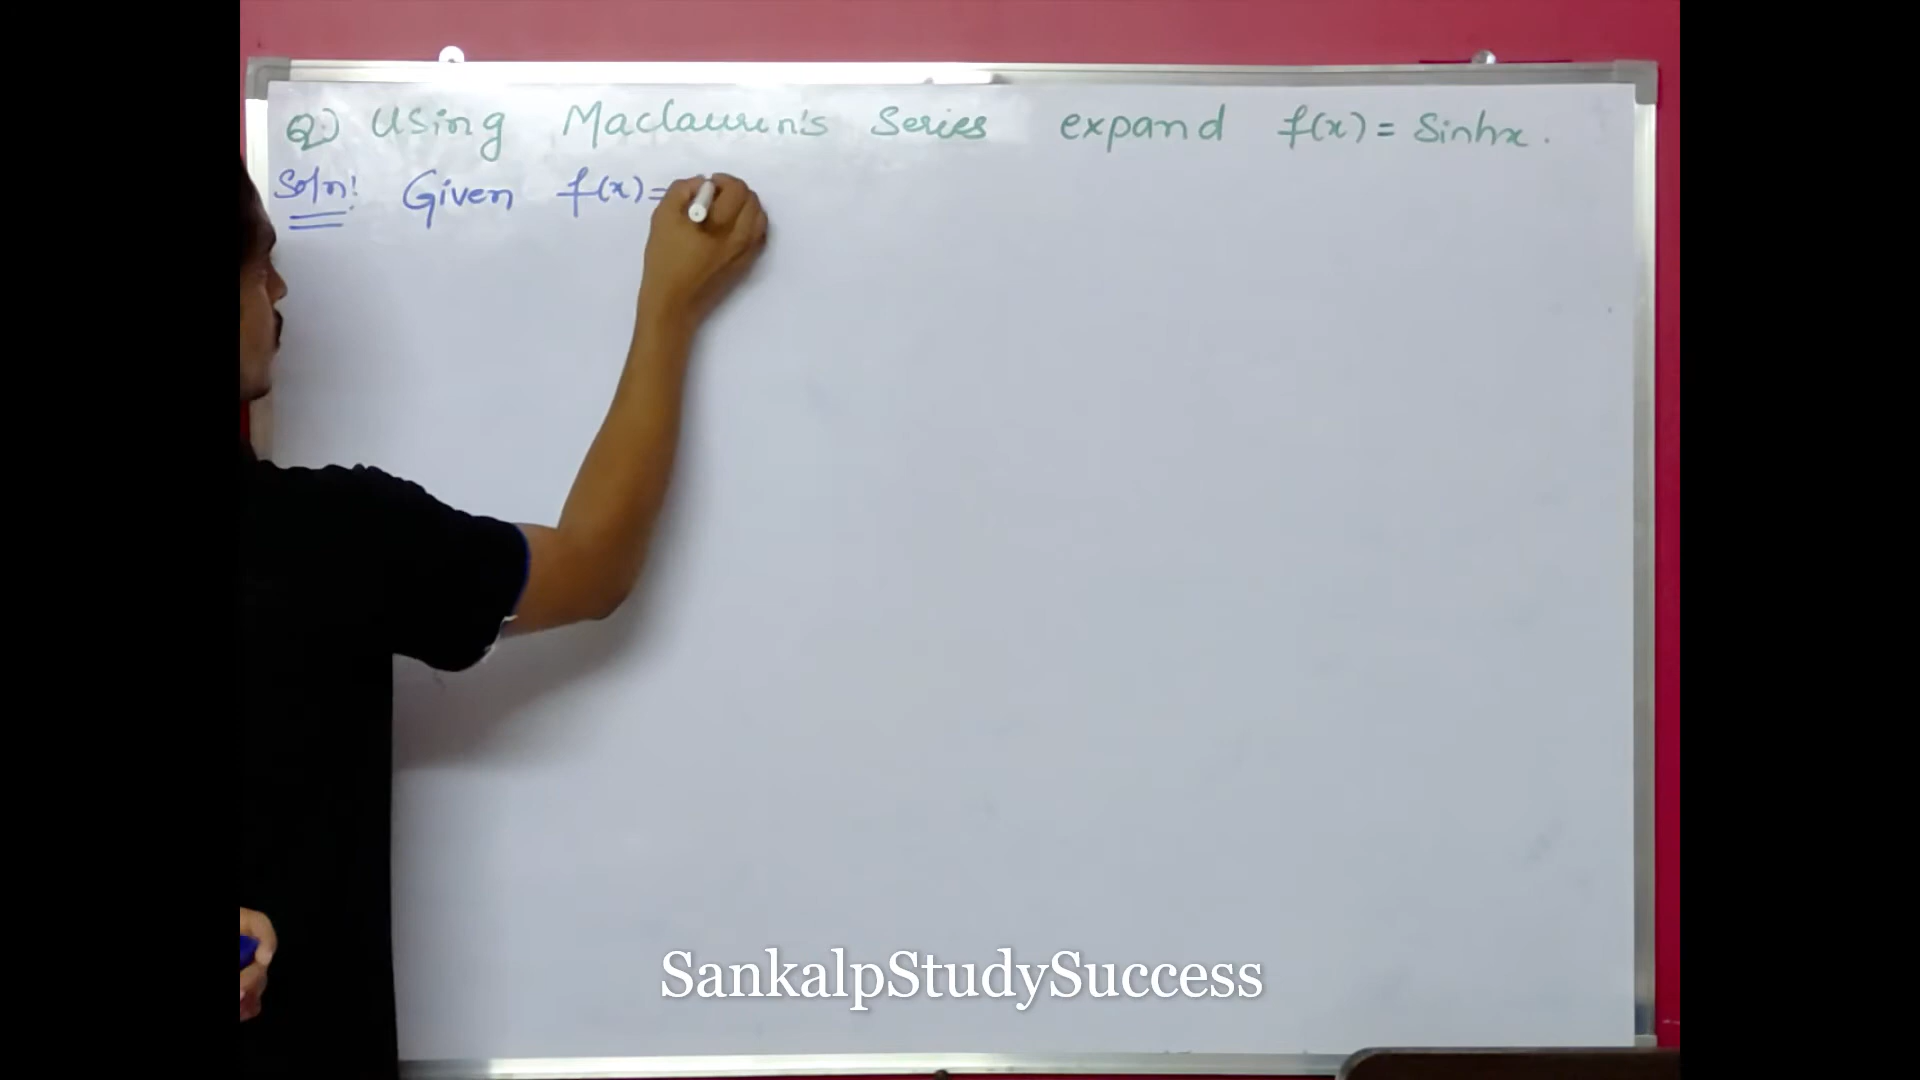 Q.) Using Maclaurin's Series expand f(x) = Sinhx.
Soln: Given f(x)=
SankalpStudySuccess